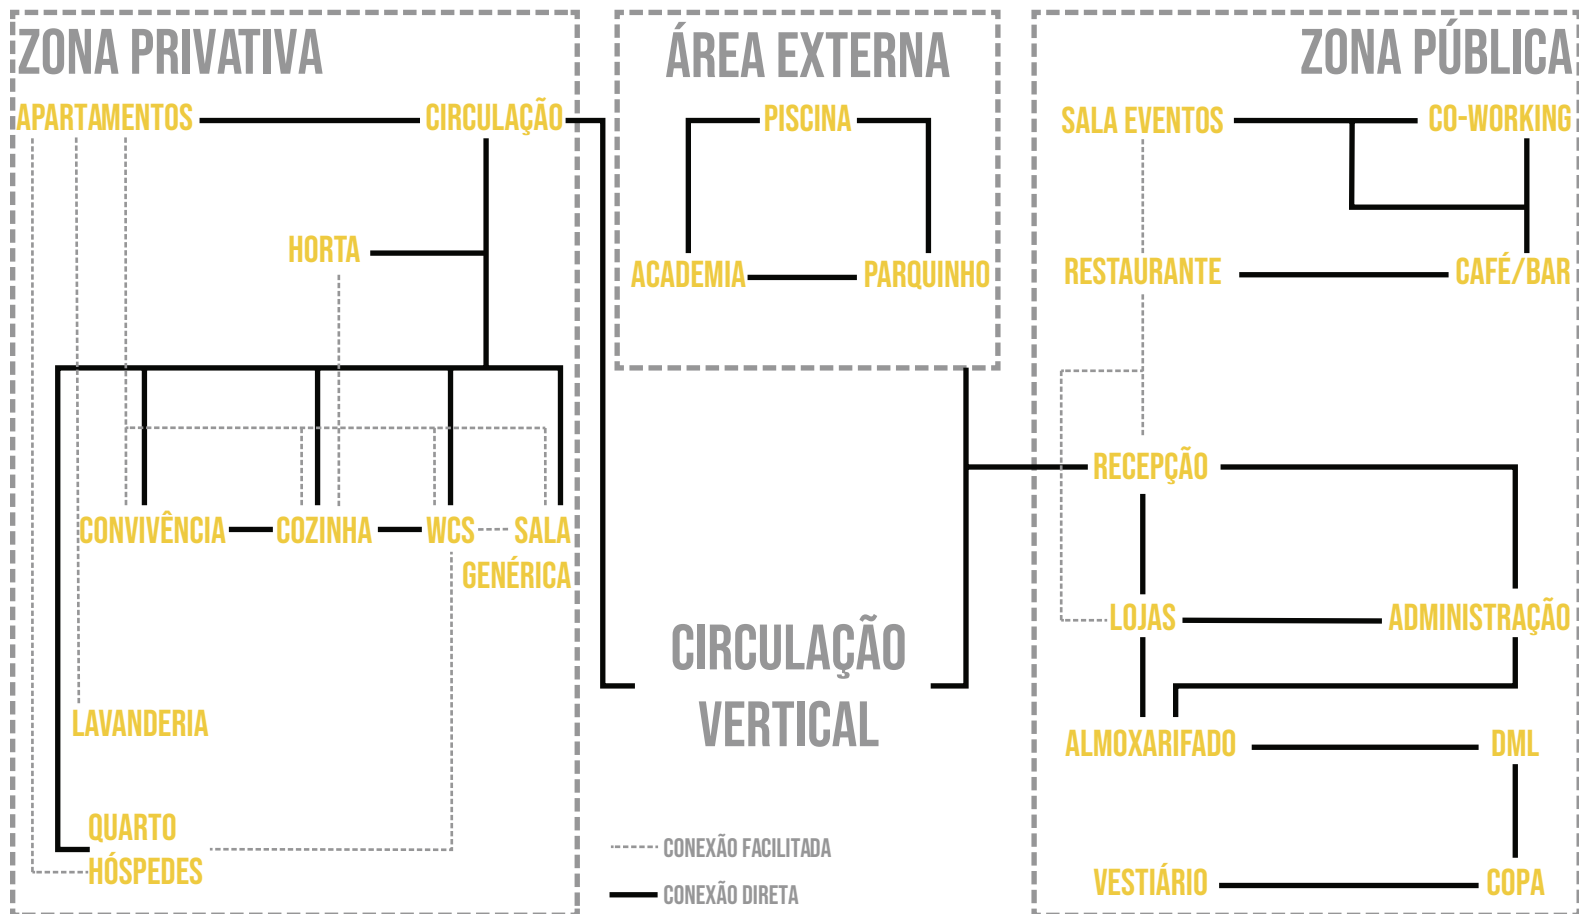 ZONA PRIVATIVA
APARTAMENTOS
CIRCULAÇÃO
HORTA
CONVIVÊNCIA
COZINHA
WCS
SALA
GENÉRICA
LAVANDERIA
QUARTO
HÓSPEDES
ÁREA EXTERNA
PISCINA
ACADEMIA
PARQUINHO
CIRCULAÇÃO
VERTICAL
CONEXÃO FACILITADA
CONEXÃO DIRETA
ZONA PÚBLICA
SALA EVENTOS
CO-WORKING
RESTAURANTE
CAFÉ/BAR
RECEPÇÃO
LOJAS
ADMINISTRAÇÃO
ALMOXARIFADO
DML
VESTIÁRIO
COPA